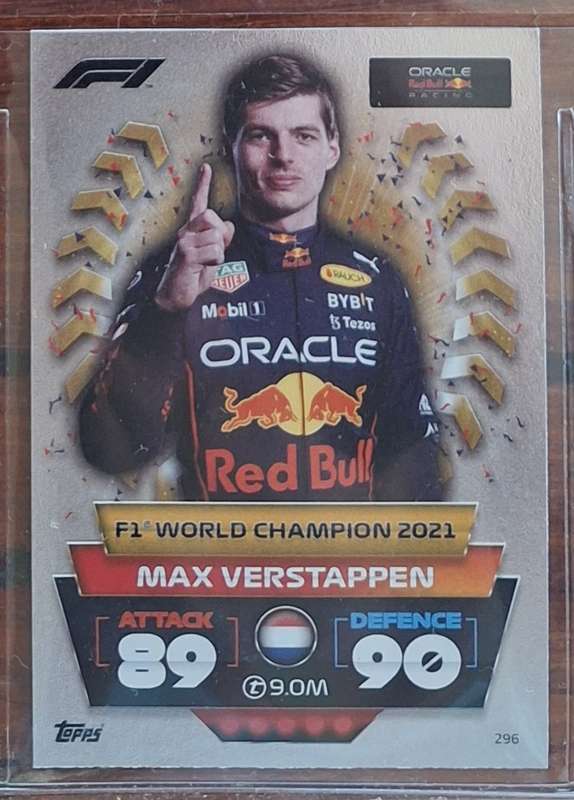 F1
ORACLE
Red Bull
RACING
TAG
HEUER
RAUCH
Mobil 1
BYBIT
Tezos
ORACLE
Red Bull
F1® WORLD CHAMPION 2021
MAX VERSTAPPEN
ATTACK
DEFENCE
89
90
t 9.0M
Topps
296